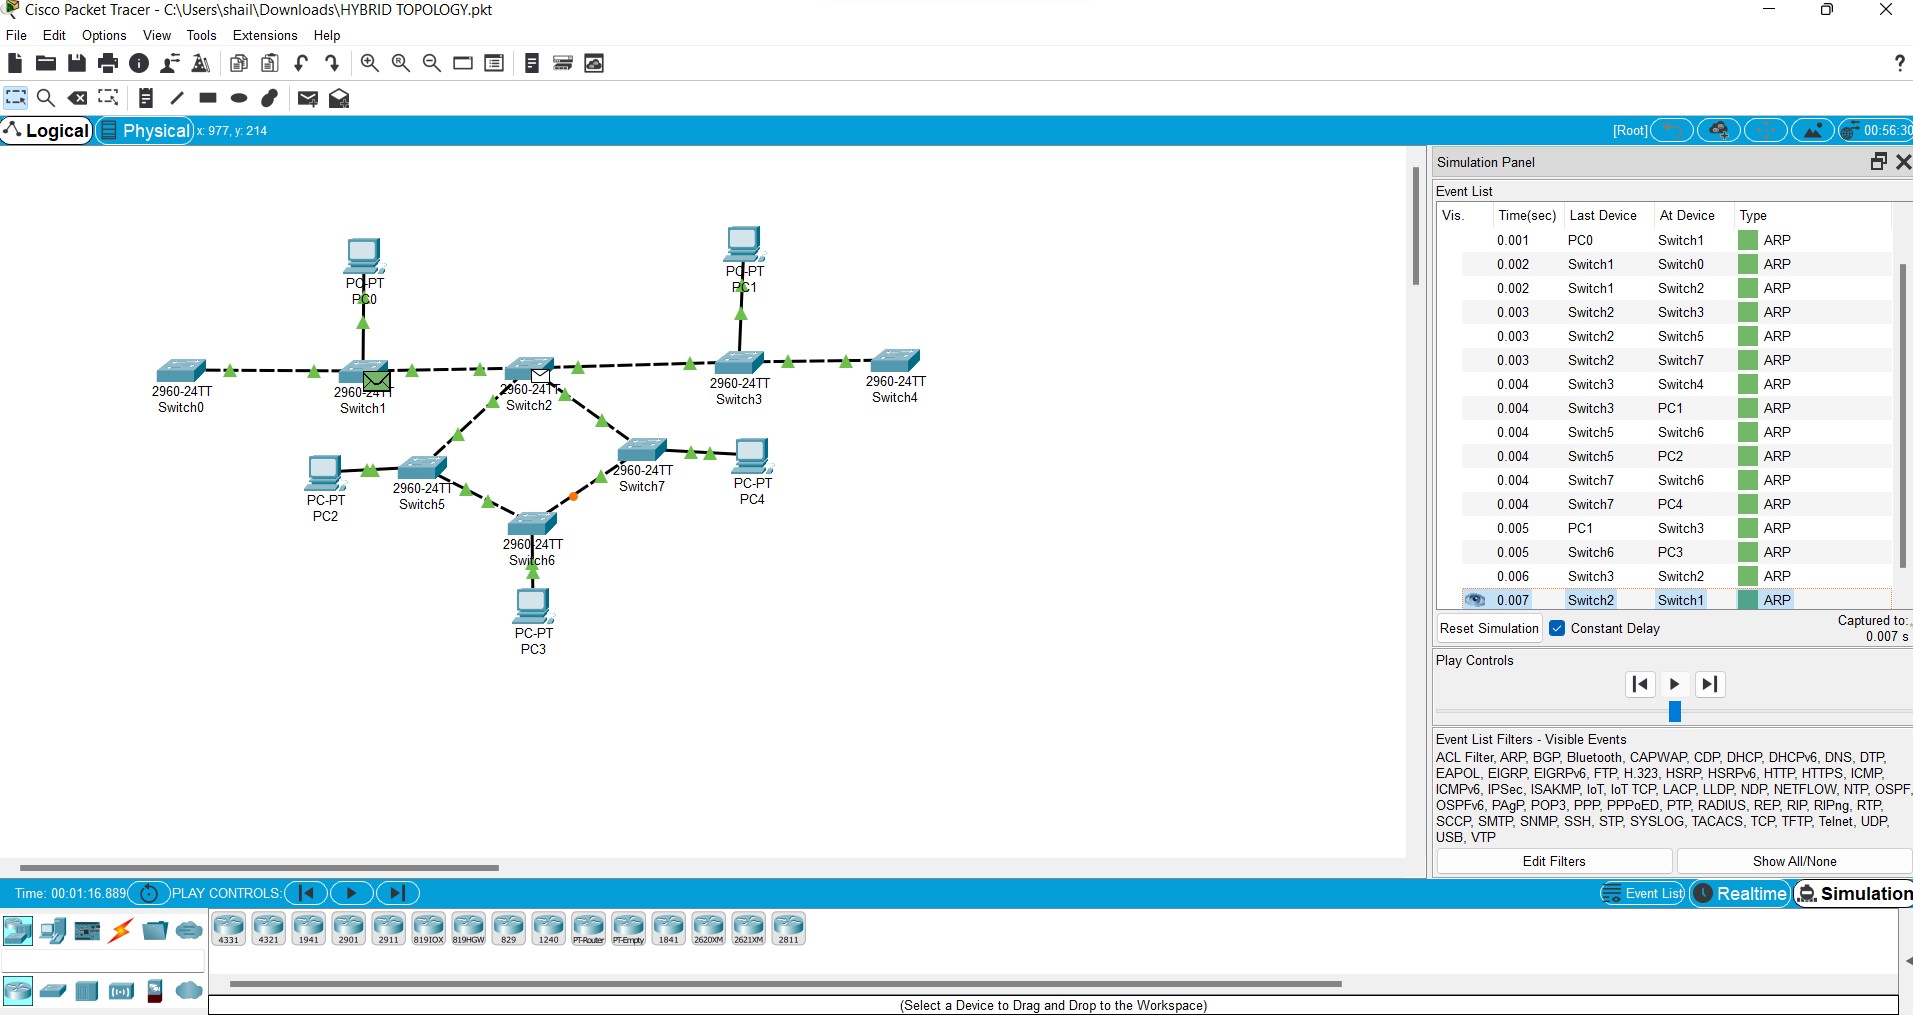 Cisco Packet Tracer - C:\Users\shail\Downloads\HYBRID TOPOLOGY.pkt
File Edit Options View Tools Extensions Help
?
Logical Physical x: 977, y: 214 [Root] 00:56:30
Simulation Panel
Event List
Vis. Time(sec) Last Device At Device Type
0.001 PC0 Switch1 ARP
0.002 Switch1 Switch0 ARP
0.002 Switch1 Switch2 ARP
0.003 Switch2 Switch3 ARP
0.003 Switch2 Switch5 ARP
0.003 Switch2 Switch7 ARP
0.004 Switch3 Switch4 ARP
0.004 Switch3 PC1 ARP
0.004 Switch5 Switch6 ARP
0.004 Switch5 PC2 ARP
0.004 Switch7 Switch6 ARP
0.004 Switch7 PC4 ARP
0.005 PC1 Switch3 ARP
0.005 Switch6 PC3 ARP
0.006 Switch3 Switch2 ARP
0.007 Switch2 Switch1 ARP
Reset Simulation Constant Delay Captured to:
0.007 s
Play Controls
Event List Filters - Visible Events
ACL Filter, ARP, BGP, Bluetooth, CAPWAP, CDP, DHCP, DHCPv6, DNS, DTP,
EAPOL, EIGRP, EIGRPv6, FTP, H.323, HSRP, HSRPv6, HTTP, HTTPS, ICMP,
ICMPv6, IPSec, ISAKMP, IoT, IoT TCP, LACP, LLDP, NDP, NETFLOW, NTP, OSPF,
OSPFv6, PAgP, POP3, PPP, PPPoED, PTP, RADIUS, REP, RIP, RIPng, RTP,
SCCP, SMTP, SNMP, SSH, STP, SYSLOG, TACACS, TCP, TFTP, Telnet, UDP,
USB, VTP
Edit Filters Show All/None
PC-PT
PC0
PC-PT
PC1
2960-24TT
Switch0
2960-24TT
Switch1
2960-24TT
Switch2
2960-24TT
Switch3
2960-24TT
Switch4
PC-PT
PC2
2960-24TT
Switch5
2960-24TT
Switch7
PC-PT
PC4
2960-24TT
Switch6
PC-PT
PC3
Time: 00:01:16.889 PLAY CONTROLS: Event List Realtime Simulation
4331 4321 1941 2901 2911 819IOX 819HGW 829 1240 PT-Router PT-Empty 1841 2620XM 2621XM 2811
(Select a Device to Drag and Drop to the Workspace)